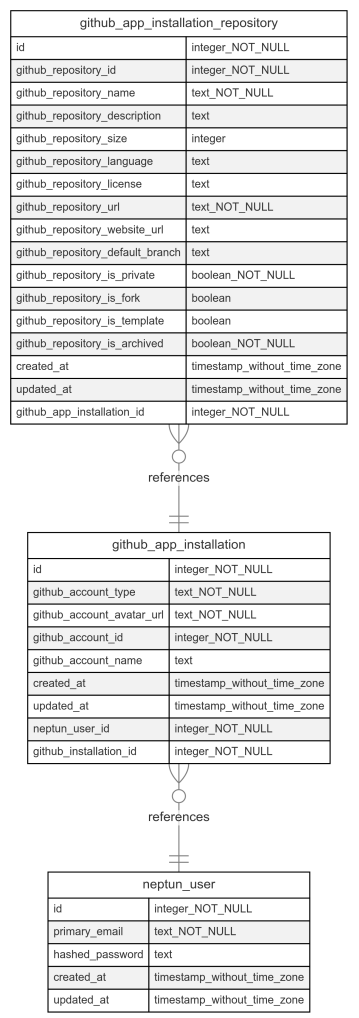 github_app_installation_repository
id integer_NOT_NULL
github_repository_id integer_NOT_NULL
github_repository_name text_NOT_NULL
github_repository_description text
github_repository_size integer
github_repository_language text
github_repository_license text
github_repository_url text_NOT_NULL
github_repository_website_url text
github_repository_default_branch text
github_repository_is_private boolean_NOT_NULL
github_repository_is_fork boolean
github_repository_is_template boolean
github_repository_is_archived boolean_NOT_NULL
created_at timestamp_without_time_zone
updated_at timestamp_without_time_zone
github_app_installation_id integer_NOT_NULL
references
github_app_installation
id integer_NOT_NULL
github_account_type text_NOT_NULL
github_account_avatar_url text_NOT_NULL
github_account_id integer_NOT_NULL
github_account_name text
created_at timestamp_without_time_zone
updated_at timestamp_without_time_zone
neptun_user_id integer_NOT_NULL
github_installation_id integer_NOT_NULL
references
neptun_user
id integer_NOT_NULL
primary_email text_NOT_NULL
hashed_password text
created_at timestamp_without_time_zone
updated_at timestamp_without_time_zone